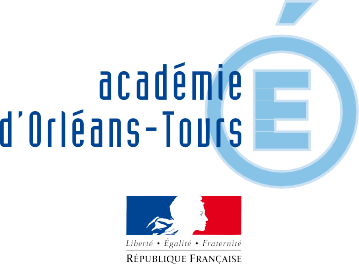 académie
d'Orléans-Tours
É
Liberté • Égalité • Fraternité
RÉPUBLIQUE FRANÇAISE